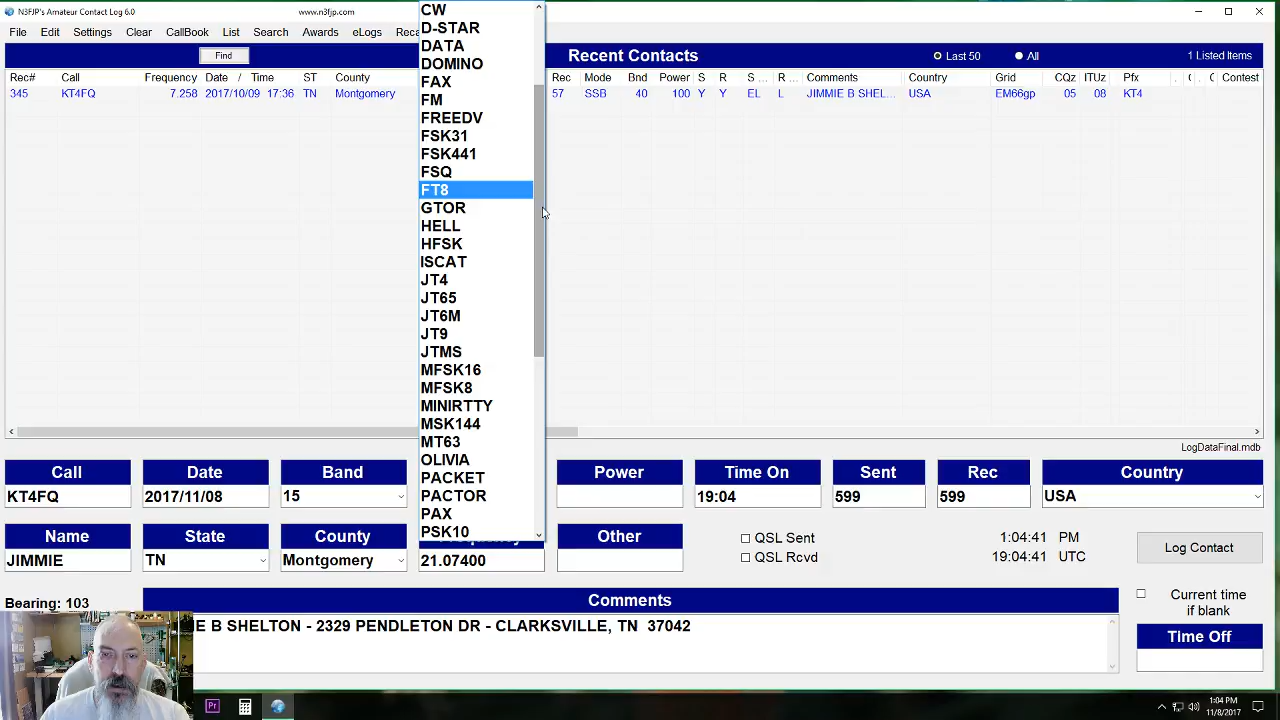 N3FJP's Amateur Contact Log 6.0
www.n3fjp.com
File Edit Settings Clear CallBook List Search Awards eLogs
Find
Recent Contacts
Last 50
All
1 Listed Items
Rec# Call Frequency Date / Time ST County Rec Mode Bnd Power S R S ... R ... Comments Country Grid CQz ITUz Pfx . ( . C Contest
345 KT4FQ 7.258 2017/10/09 17:36 TN Montgomery 57 SSB 40 100 Y Y EL L JIMMIE B SHEL... USA EM66gp 05 08 KT4
CW
D-STAR
DATA
DOMINO
FAX
FM
FREEDV
FSK31
FSK441
FSQ
FT8
GTOR
HELL
HFSK
ISCAT
JT4
JT65
JT6M
JT9
JTMS
MFSK16
MFSK8
MINIRTTY
MSK144
MT63
OLIVIA
PACKET
PACTOR
PAX
PSK10
LogDataFinal.mdb
Call Date Band Power Time On Sent Rec Country
KT4FQ 2017/11/08 15 19:04 599 599 USA
Name State County Frequency Other
JIMMIE TN Montgomery 21.07400
QSL Sent
QSL Rcvd
1:04:41 PM
19:04:41 UTC
Log Contact
Bearing: 103
Comments
E B SHELTON - 2329 PENDLETON DR - CLARKSVILLE, TN 37042
Current time
if blank
Time Off
Pr
1:04 PM
11/8/2017